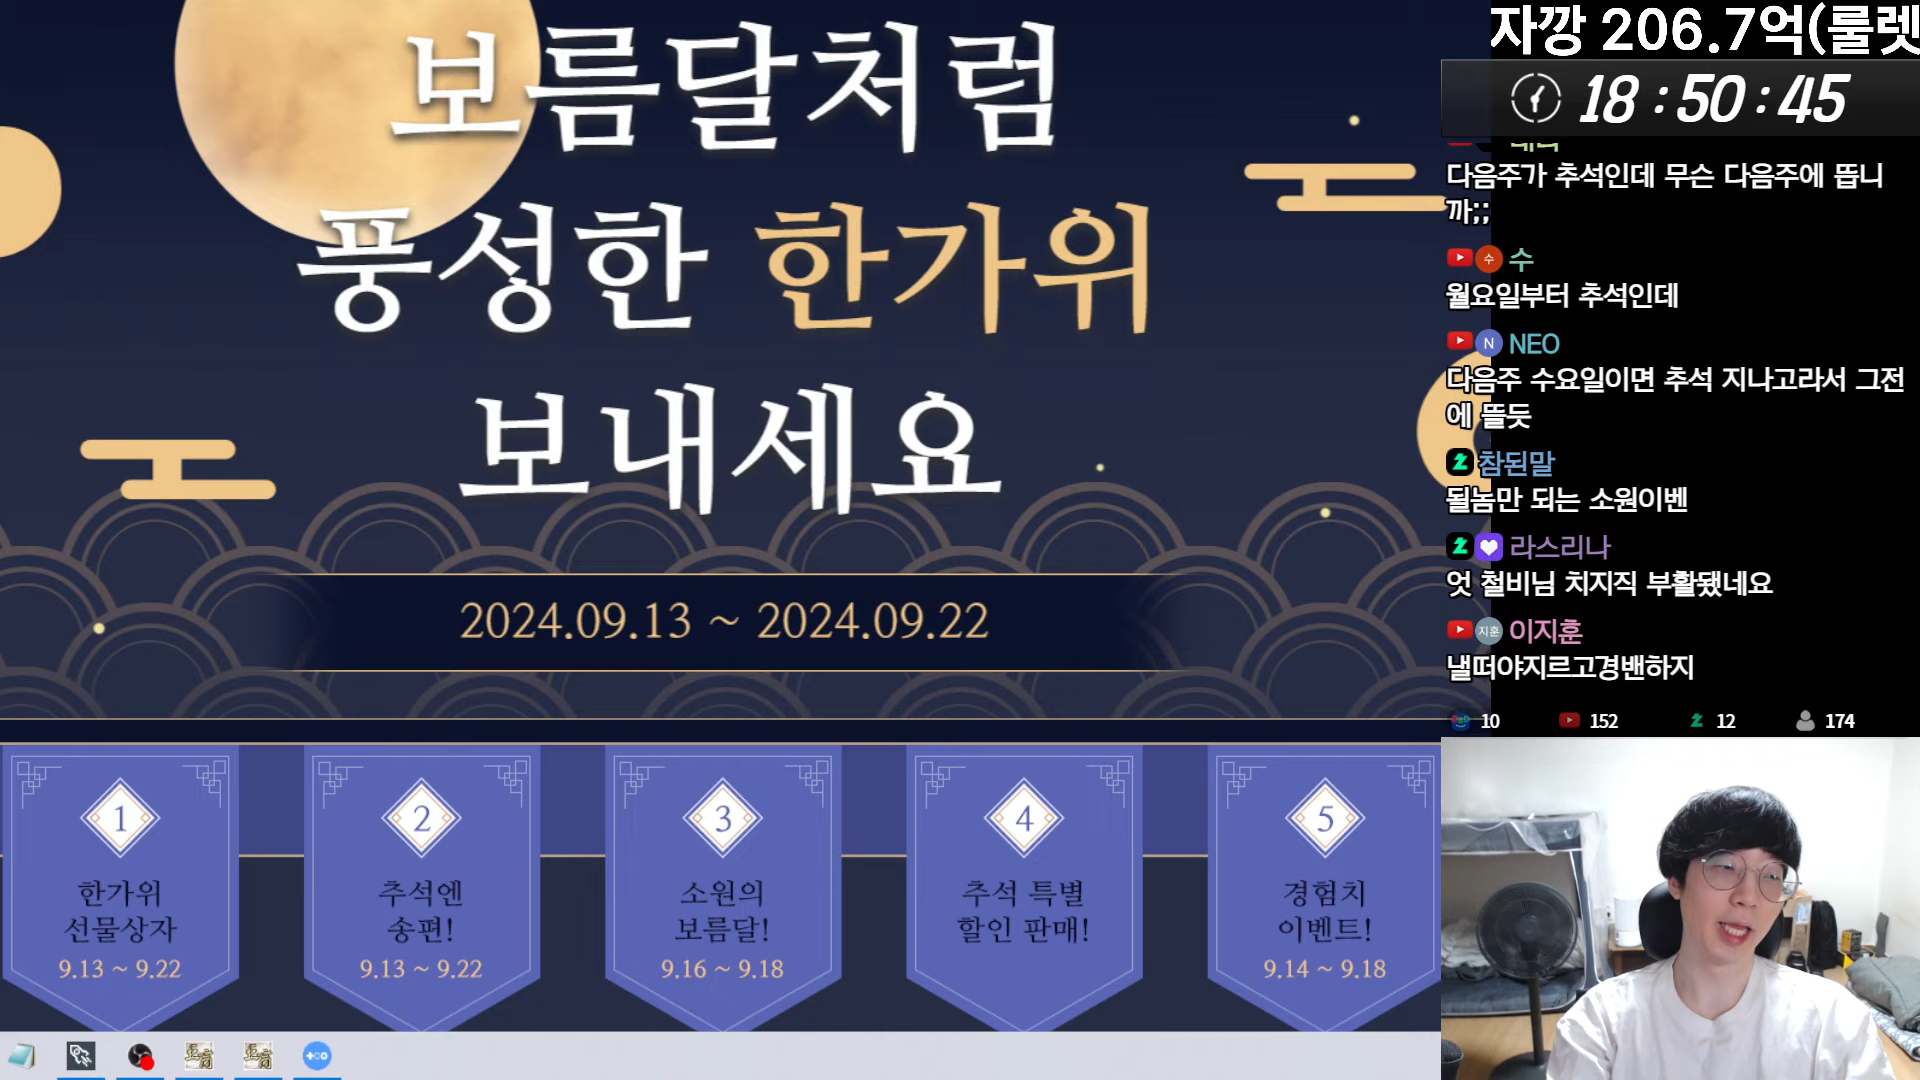 보름달처럼
풍성한 한가위
보내세요
2024.09.13 ~ 2024.09.22
1
한가위
선물상자
9.13 ~ 9.22
2
추석엔
송편!
9.13 ~ 9.22
3
소원의
보름달!
9.16 ~ 9.18
4
추석 특별
할인 판매!
5
경험치
이벤트!
9.14 ~ 9.18
자깡 206.7억(룰렛
18:50:45
다음주가 추석인데 무슨 다음주에 뜹니
까;;
수 수
월요일부터 추석인데
N NEO
다음주 수요일이면 추석 지나고라서 그전
에 뜰듯
참된말
될놈만 되는 소원이벤
라스리나
엇 철비님 치지직 부활됐네요
지훈 이지훈
낼떠야지르고경밴하지
10 152 12 174